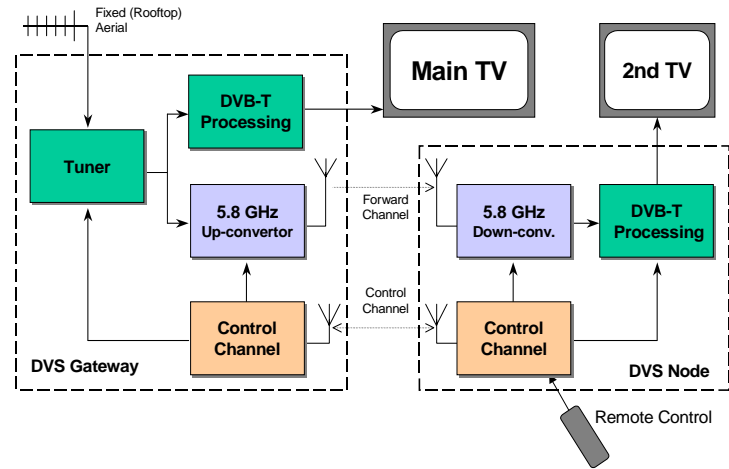 Fixed (Rooftop)
Aerial
Main TV
2nd TV
DVB-T
Processing
Tuner
5.8 GHz
Up-convertor
Forward
Channel
5.8 GHz
Down-conv.
DVB-T
Processing
Control
Channel
Control
Channel
Control
Channel
DVS Gateway
DVS Node
Remote Control